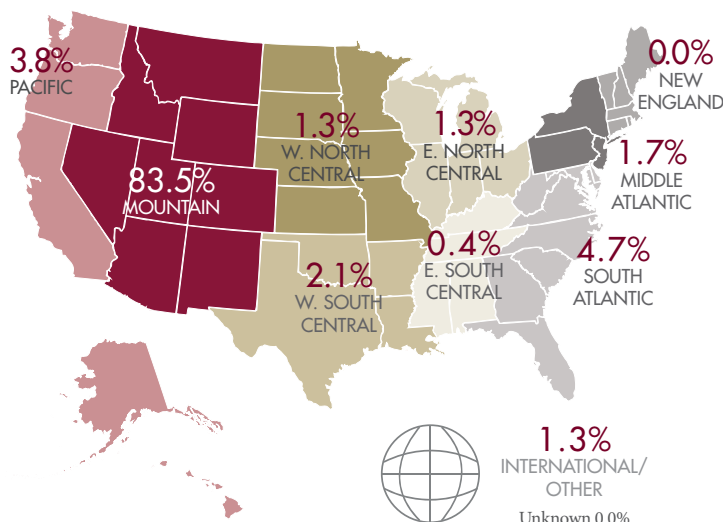 3.8%
PACIFIC
83.5%
MOUNTAIN
1.3%
W. NORTH
CENTRAL
1.3%
E. NORTH
CENTRAL
0.0%
NEW
ENGLAND
1.7%
MIDDLE
ATLANTIC
2.1%
W. SOUTH
CENTRAL
0.4%
E. SOUTH
CENTRAL
4.7%
SOUTH
ATLANTIC
1.3%
INTERNATIONAL/
OTHER
Unknown 0.0%